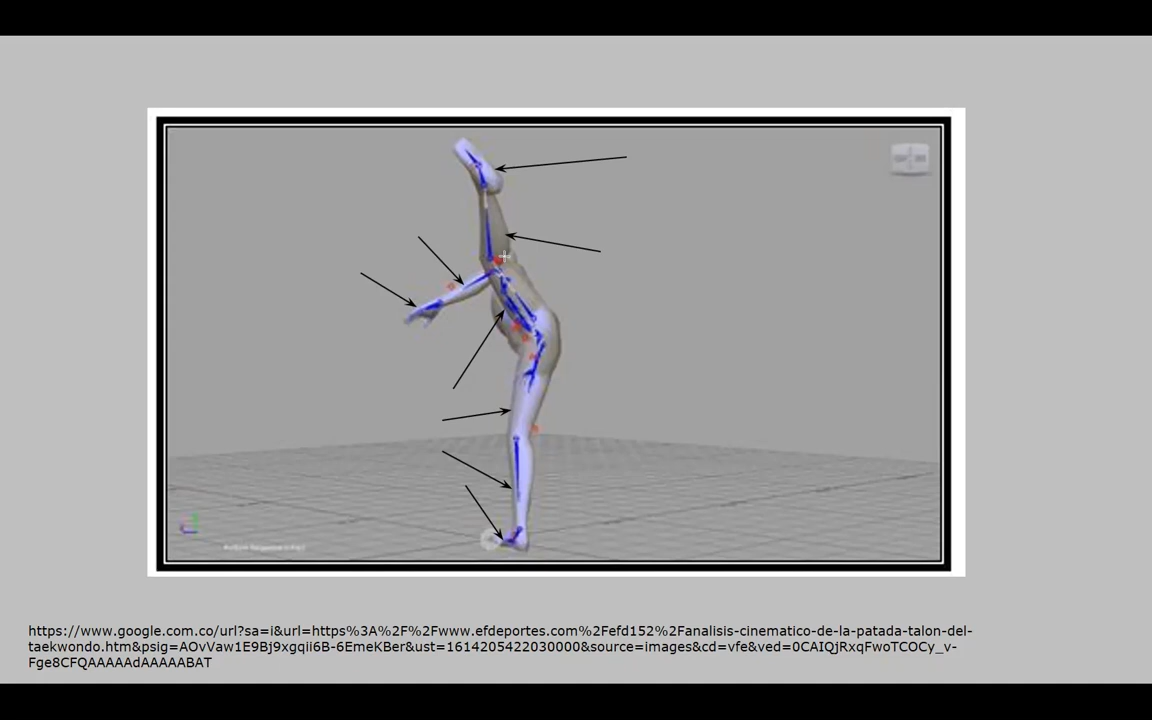 https://www.google.com.co/url?sa=i&url=https%3A%2F%2Fwww.efdeportes.com%2Fefd152%2Fanalisis-cinematico-de-la-patada-talon-del-
taekwondo.htm&psig=AOvVaw1E9Bj9xgqii6B-6EmeKBer&ust=1614205422030000&source=images&cd=vfe&ved=0CAIQjRxqFwoTCOCy_v-
Fge8CFQAAAAAdAAAAABAT